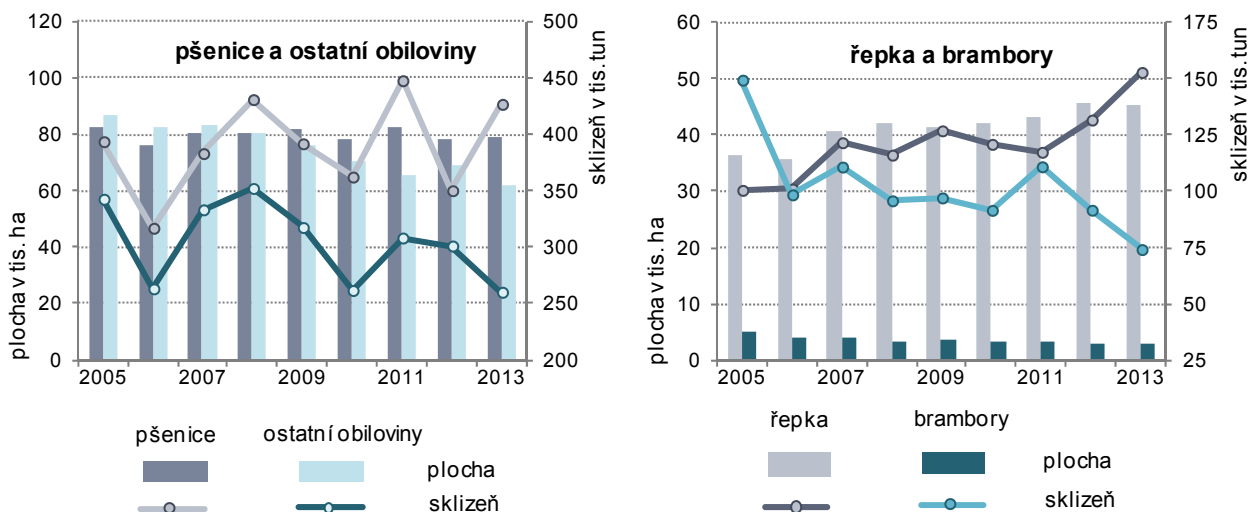 pšenice a ostatní obiloviny
plocha v tis. ha
120
100
80
60
40
20
0
sklizeň v tis. tun
500
450
400
350
300
250
200
2005
2007
2009
2011
2013
pšenice
ostatní obiloviny
plocha
sklizeň
řepka a brambory
plocha v tis. ha
60
50
40
30
20
10
0
sklizeň v tis. tun
175
150
125
100
75
50
25
2005
2007
2009
2011
2013
řepka
brambory
plocha
sklizeň